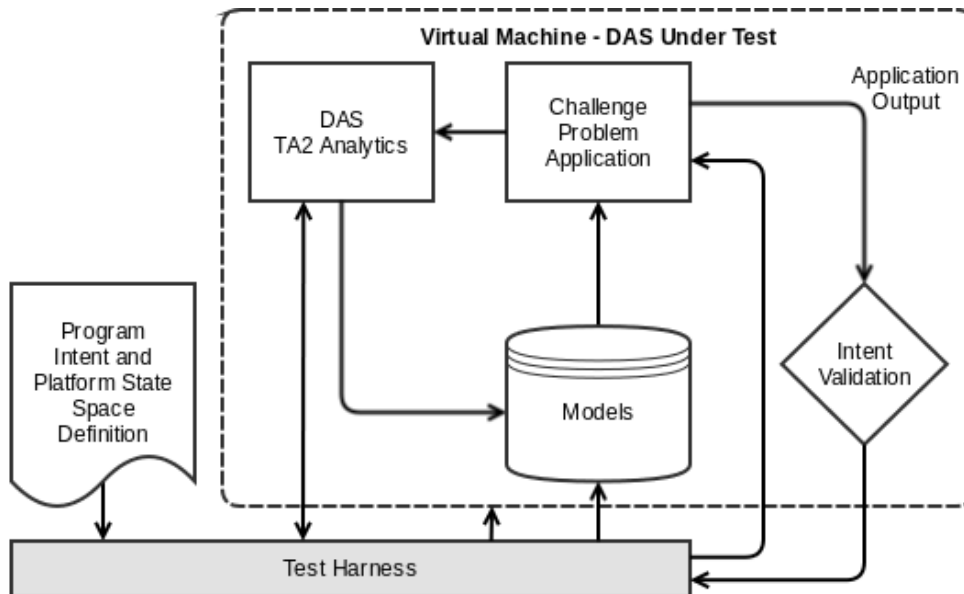 Virtual Machine - DAS Under Test
DAS
TA2 Analytics
Challenge
Problem
Application
Application
Output
Program
Intent and
Platform State
Space
Definition
Models
Intent
Validation
Test Harness